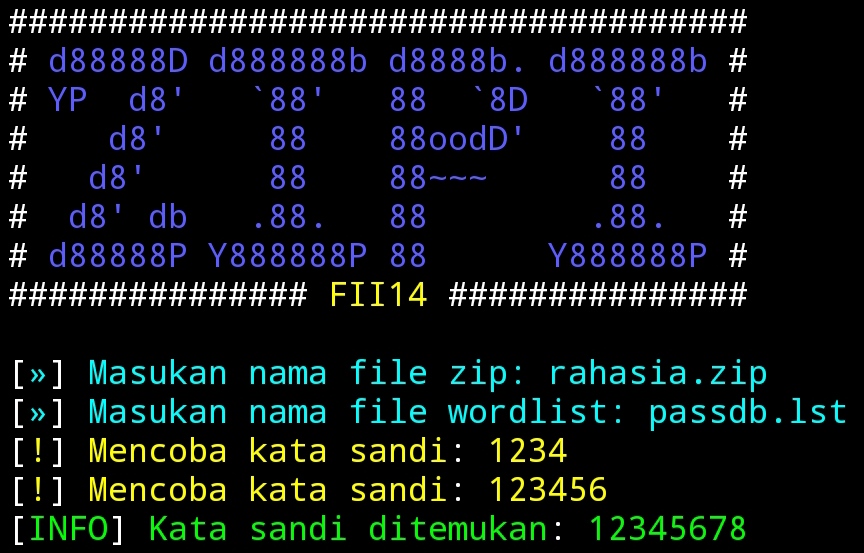 #####################################
# d88888D d888888b d8888b. d888888b #
# YP  d8'   `88'   88  `8D   `88'   #
#    d8'     88    88oodD'    88    #
#   d8'      88    88~~~      88    #
#  d8' db   .88.   88        .88.   #
# d88888P Y888888P 88      Y888888P #
############### FII14 ###############
[»] Masukan nama file zip: rahasia.zip
[»] Masukan nama file wordlist: passdb.lst
[!] Mencoba kata sandi: 1234
[!] Mencoba kata sandi: 123456
[INFO] Kata sandi ditemukan: 12345678